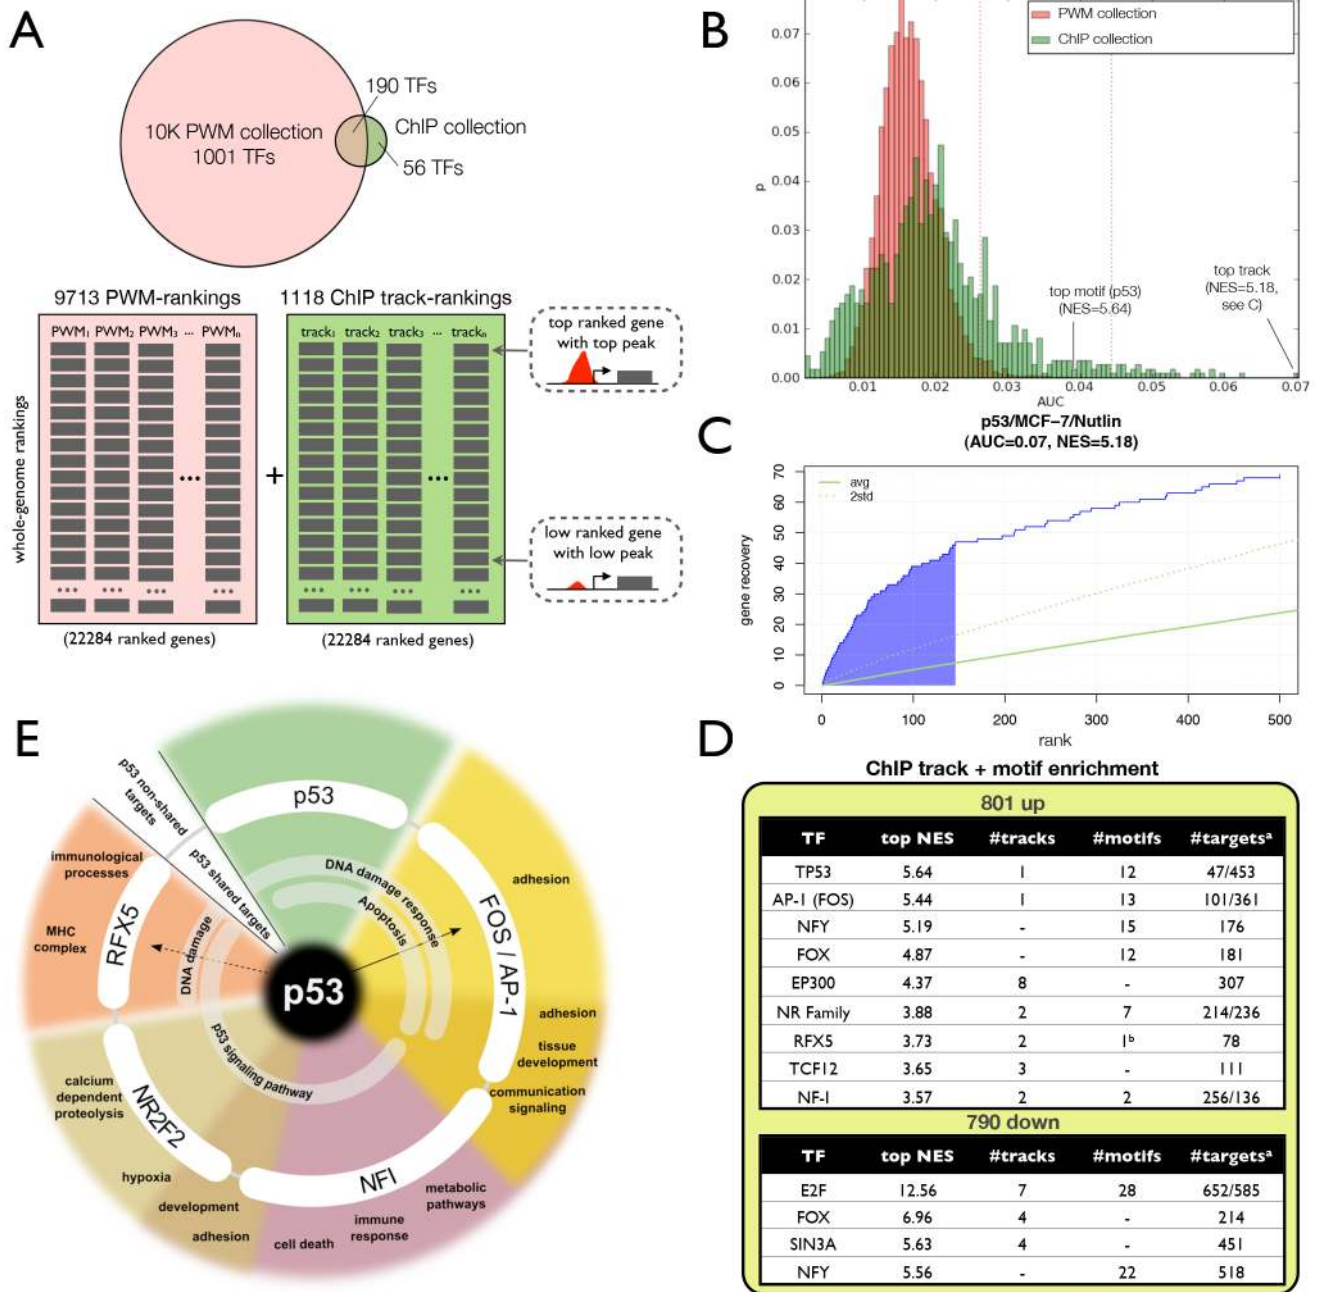 A
190 TFs
10K PWM collection
1001 TFs
ChIP collection
56 TFs
9713 PWM-rankings
1118 ChIP track-rankings
PWM₁ PWM₂ PWM₃ ... PWMₙ
track₁ track₂ track₃ ... trackₙ
whole-genome rankings
...
+
...
... ... ... ...
... ... ... ...
(22284 ranked genes)
(22284 ranked genes)
top ranked gene
with top peak
low ranked gene
with low peak
B
PWM collection
ChIP collection
p
0.07
0.06
0.05
0.04
0.03
0.02
0.01
0.00
top motif (p53)
(NES=5.64)
top track
(NES=5.18,
see C)
0.01 0.02 0.03 0.04 0.05 0.06 0.07
AUC
C
p53/MCF-7/Nutlin
(AUC=0.07, NES=5.18)
avg
2std
gene recovery
70
60
50
40
30
20
10
0
0 100 200 300 400 500
rank
D
ChIP track + motif enrichment
801 up
TF top NES #tracks #motifs #targetsᵃ
TP53 5.64 1 12 47/453
AP-1 (FOS) 5.44 1 13 101/361
NFY 5.19 - 15 176
FOX 4.87 - 12 181
EP300 4.37 8 - 307
NR Family 3.88 2 7 214/236
RFX5 3.73 2 1ᵇ 78
TCF12 3.65 3 - 111
NF-1 3.57 2 2 256/136
790 down
TF top NES #tracks #motifs #targetsᵃ
E2F 12.56 7 28 652/585
FOX 6.96 4 - 214
SIN3A 5.63 4 - 451
NFY 5.56 - 22 518
E
p53 non-shared
targets
p53 shared targets
p53
DNA damage response
Apoptosis
FOS / AP-1
adhesion
adhesion
tissue
development
communication
signaling
immunological
processes
MHC
complex
RFX5
DNA damage
p53
p53 signaling pathway
calcium
dependent
proteolysis
NR2F2
hypoxia
development
adhesion
NFI
cell death
immune
response
metabolic
pathways